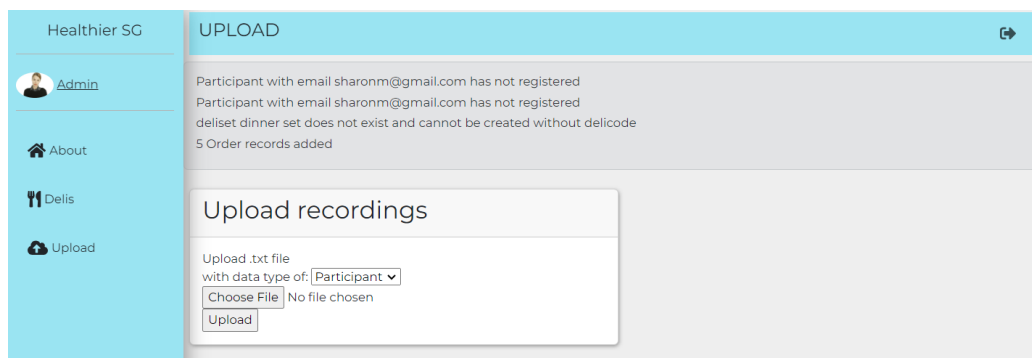 Healthier SG
Admin
About
Delis
Upload
UPLOAD
Participant with email sharonm@gmail.com has not registered
Participant with email sharonm@gmail.com has not registered
deliset dinner set does not exist and cannot be created without delicode
5 Order records added
Upload recordings
Upload .txt file
with data type of: Participant
Choose File No file chosen
Upload